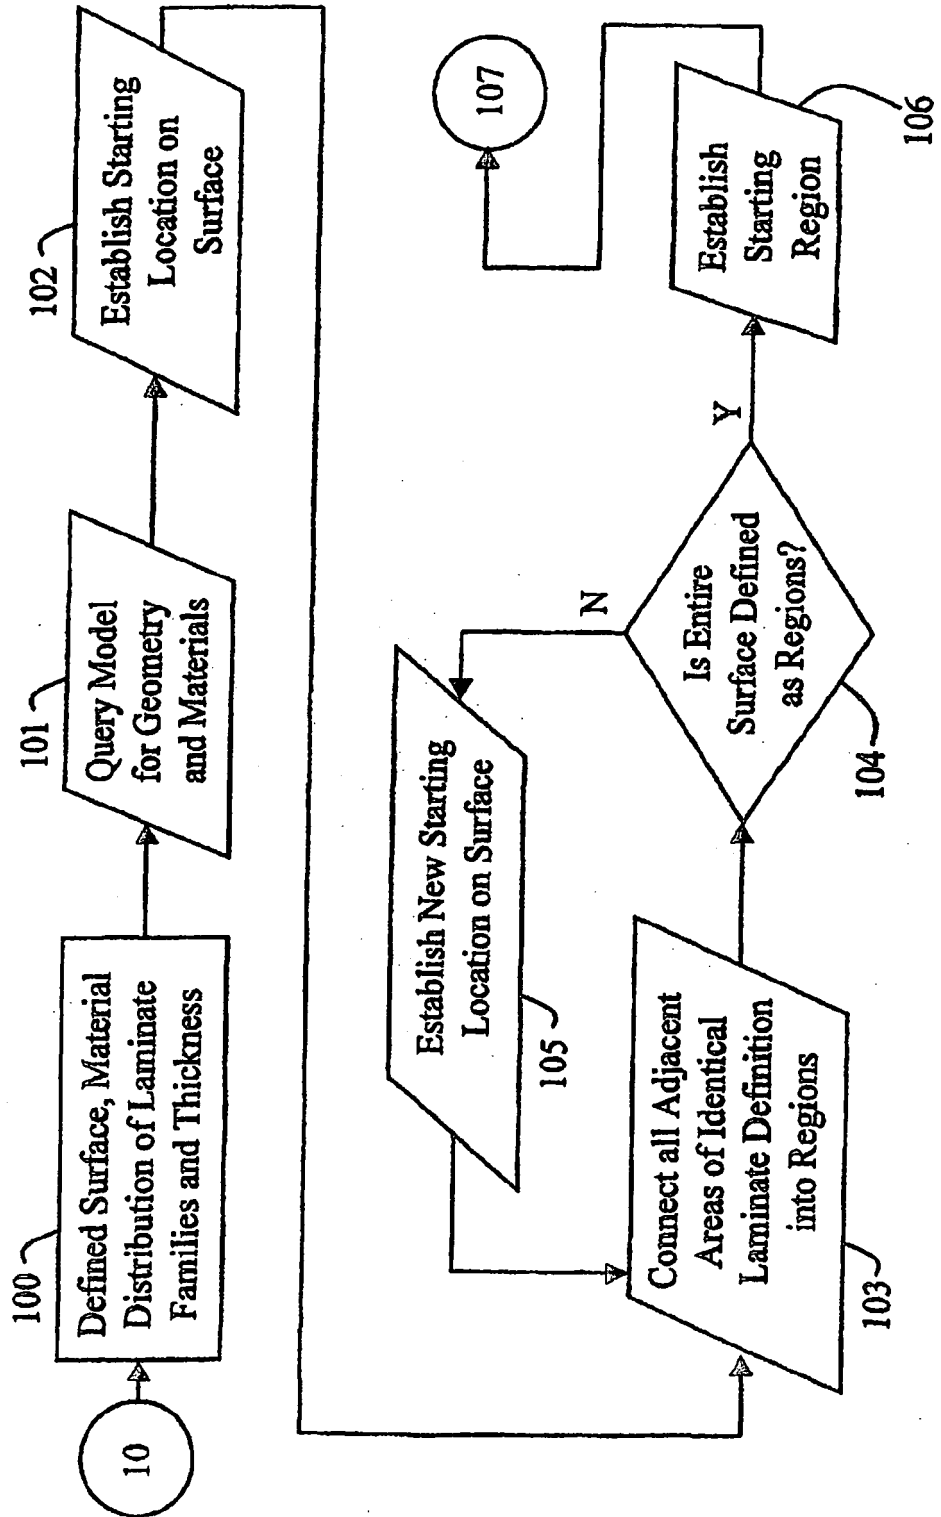 10
100
Defined Surface, Material
Distribution of Laminate
Families and Thickness
101
Query Model
for Geometry
and Materials
102
Establish Starting
Location on
Surface
103
Connect all Adjacent
Areas of Identical
Laminate Definition
into Regions
104
Is Entire
Surface Defined
as Regions?
N
105
Establish New Starting
Location on Surface
Y
106
Establish
Starting
Region
107